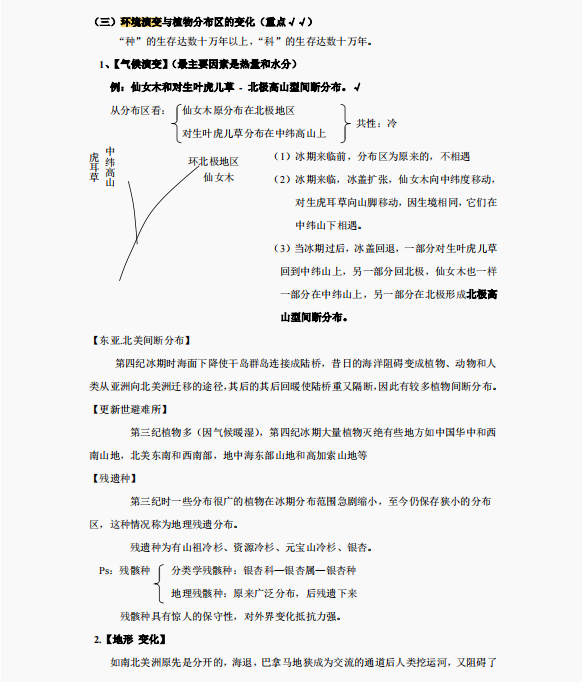 （三）环境演变与植物分布区的变化（重点√√）
“种”的生存达数十万年以上，“科”的生存达数十万年。
1、【气候演变】（最主要因素是热量和水分）
例：仙女木和对生叶虎儿草 - 北极高山型间断分布。√
从分布区看：
仙女木原分布在北极地区
对生叶虎儿草分布在中纬高山上
共性：冷
虎耳草
中纬高山
环北极地区
仙女木
（1）冰期来临前，分布区为原来的，不相遇
（2）冰期来临，冰盖扩张，仙女木向中纬度移动，
对生虎耳草向山脚移动，因生境相同，它们在
中纬山下相遇。
（3）当冰期过后，冰盖回退，一部分对生叶虎儿草
回到中纬山上，另一部分回北极，仙女木也一样
一部分在中纬山上，另一部分在北极形成北极高
山型间断分布。
【东亚.北美间断分布】
第四纪冰期时海面下降使干岛群岛连接成陆桥，昔日的海洋阻碍变成植物、动物和人
类从亚洲向北美洲迁移的途径,其后的其后回暖使陆桥重又隔断,因此有较多植物间断分布。
【更新世避难所】
第三纪植物多（因气候暖湿），第四纪冰期大量植物灭绝有些地方如中国华中和西
南山地，北美东南和西南部，地中海东部山地和高加索山地等
【残遗种】
第三纪时一些分布很广的植物在冰期分布范围急剧缩小，至今仍保存狭小的分布
区，这种情况称为地理残遗分布。
残遗种为有山祖冷杉、资源冷杉、元宝山冷杉、银杏。
Ps：残骸种
分类学残骸种：银杏科—银杏属—银杏种
地理残骸种：原来广泛分布，后残遗下来
残骸种具有惊人的保守性，对外界变化抵抗力强。
2.【地形 变化】
如南北美洲原先是分开的，海退，巴拿马地狭成为交流的通道后人类挖运河，又阻碍了